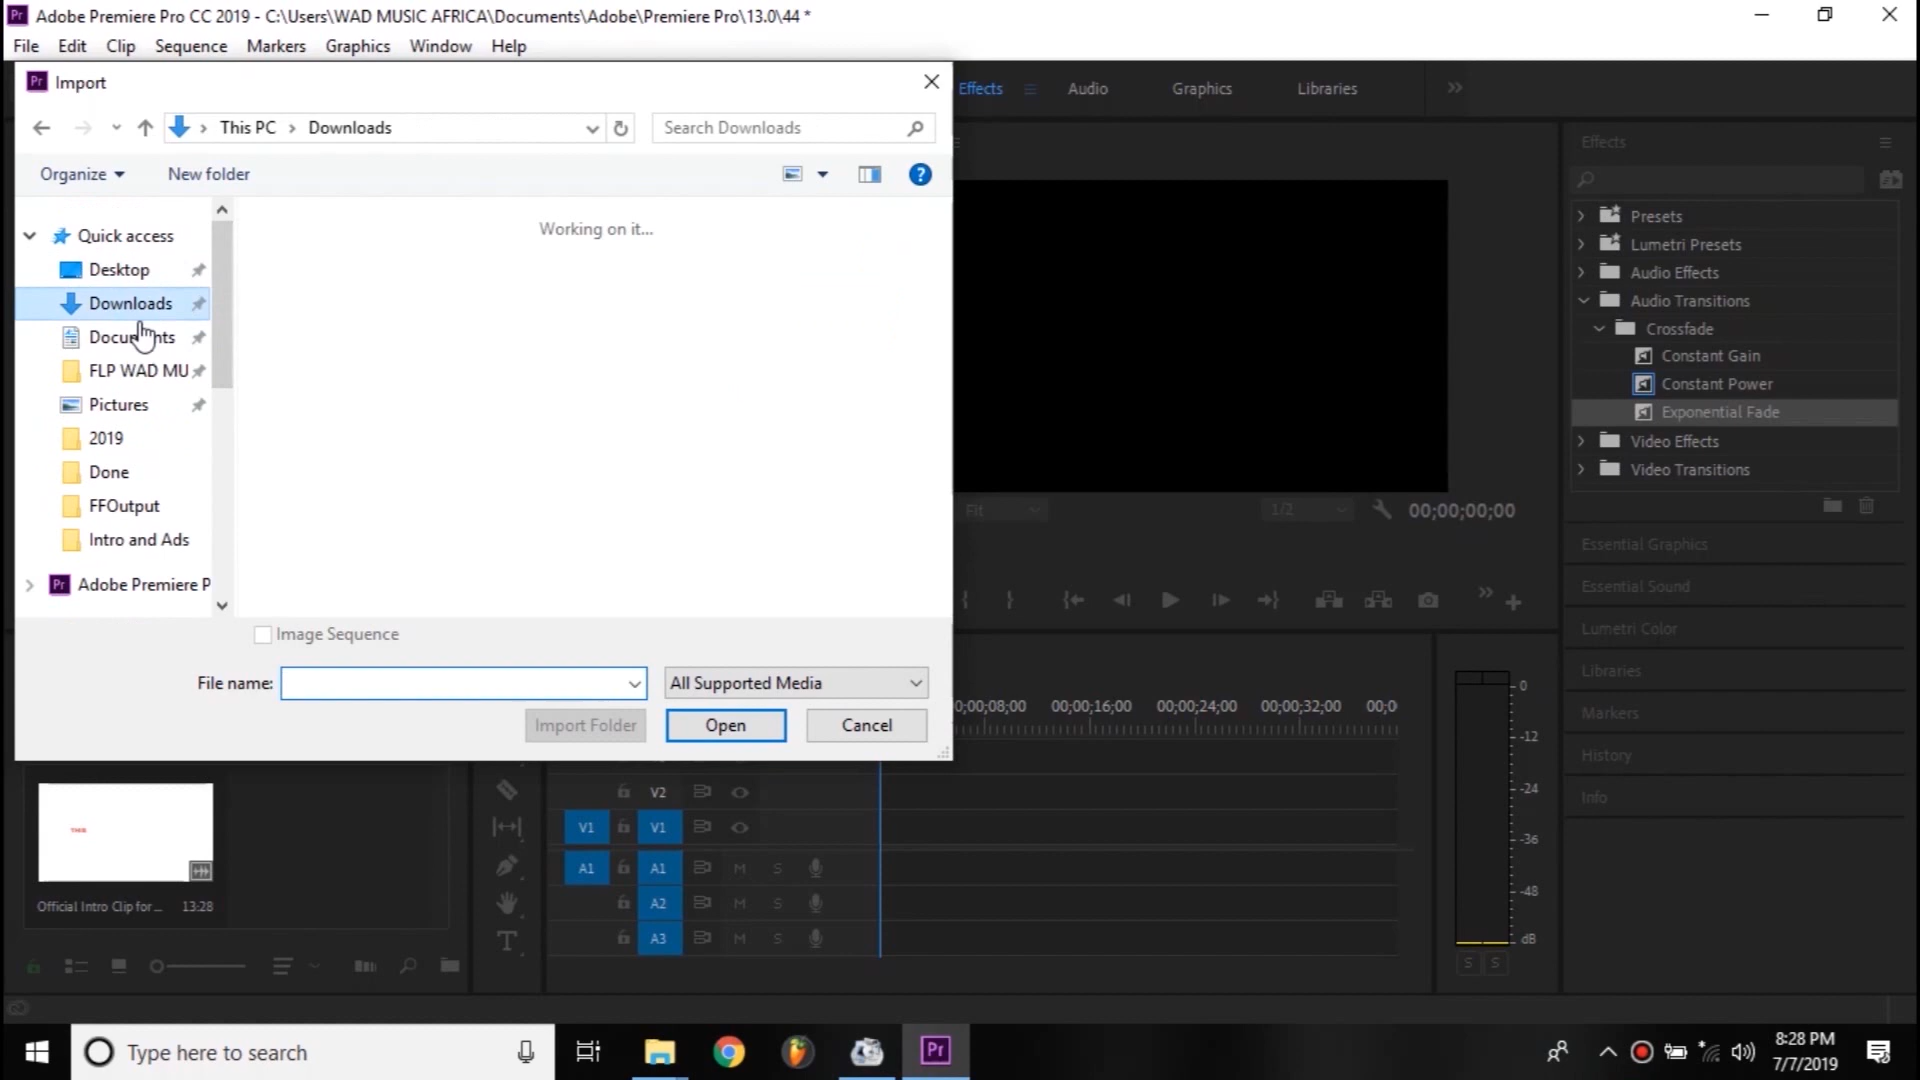 Adobe Premiere Pro CC 2019 - C:\Users\WAD MUSIC AFRICA\Documents\Adobe\Premiere Pro\13.0\44 *
File Edit Clip Sequence Markers Graphics Window Help
Import
This PC > Downloads
Search Downloads
Organize
New folder
Quick access
Desktop
Downloads
Documents
FLP WAD MU
Pictures
2019
Done
FFOutput
Intro and Ads
Adobe Premiere P
Working on it...
Image Sequence
File name:
All Supported Media
Import Folder
Open
Cancel
Effects
Audio
Graphics
Libraries
Fit
1/2
00;00;00;00
Effects
Presets
Lumetri Presets
Audio Effects
Audio Transitions
Crossfade
Constant Gain
Constant Power
Exponential Fade
Video Effects
Video Transitions
Essential Graphics
Essential Sound
Lumetri Color
Libraries
Markers
History
Info
00;00;16;00
00;00;24;00
00;00;32;00
V2
V1 V1
A1 A1 M S
A2 M S
A3 M S
0
-12
-24
-36
-48
dB
S S
THIS
Official Intro Clip for ... 13:28
Type here to search
8:28 PM
7/7/2019